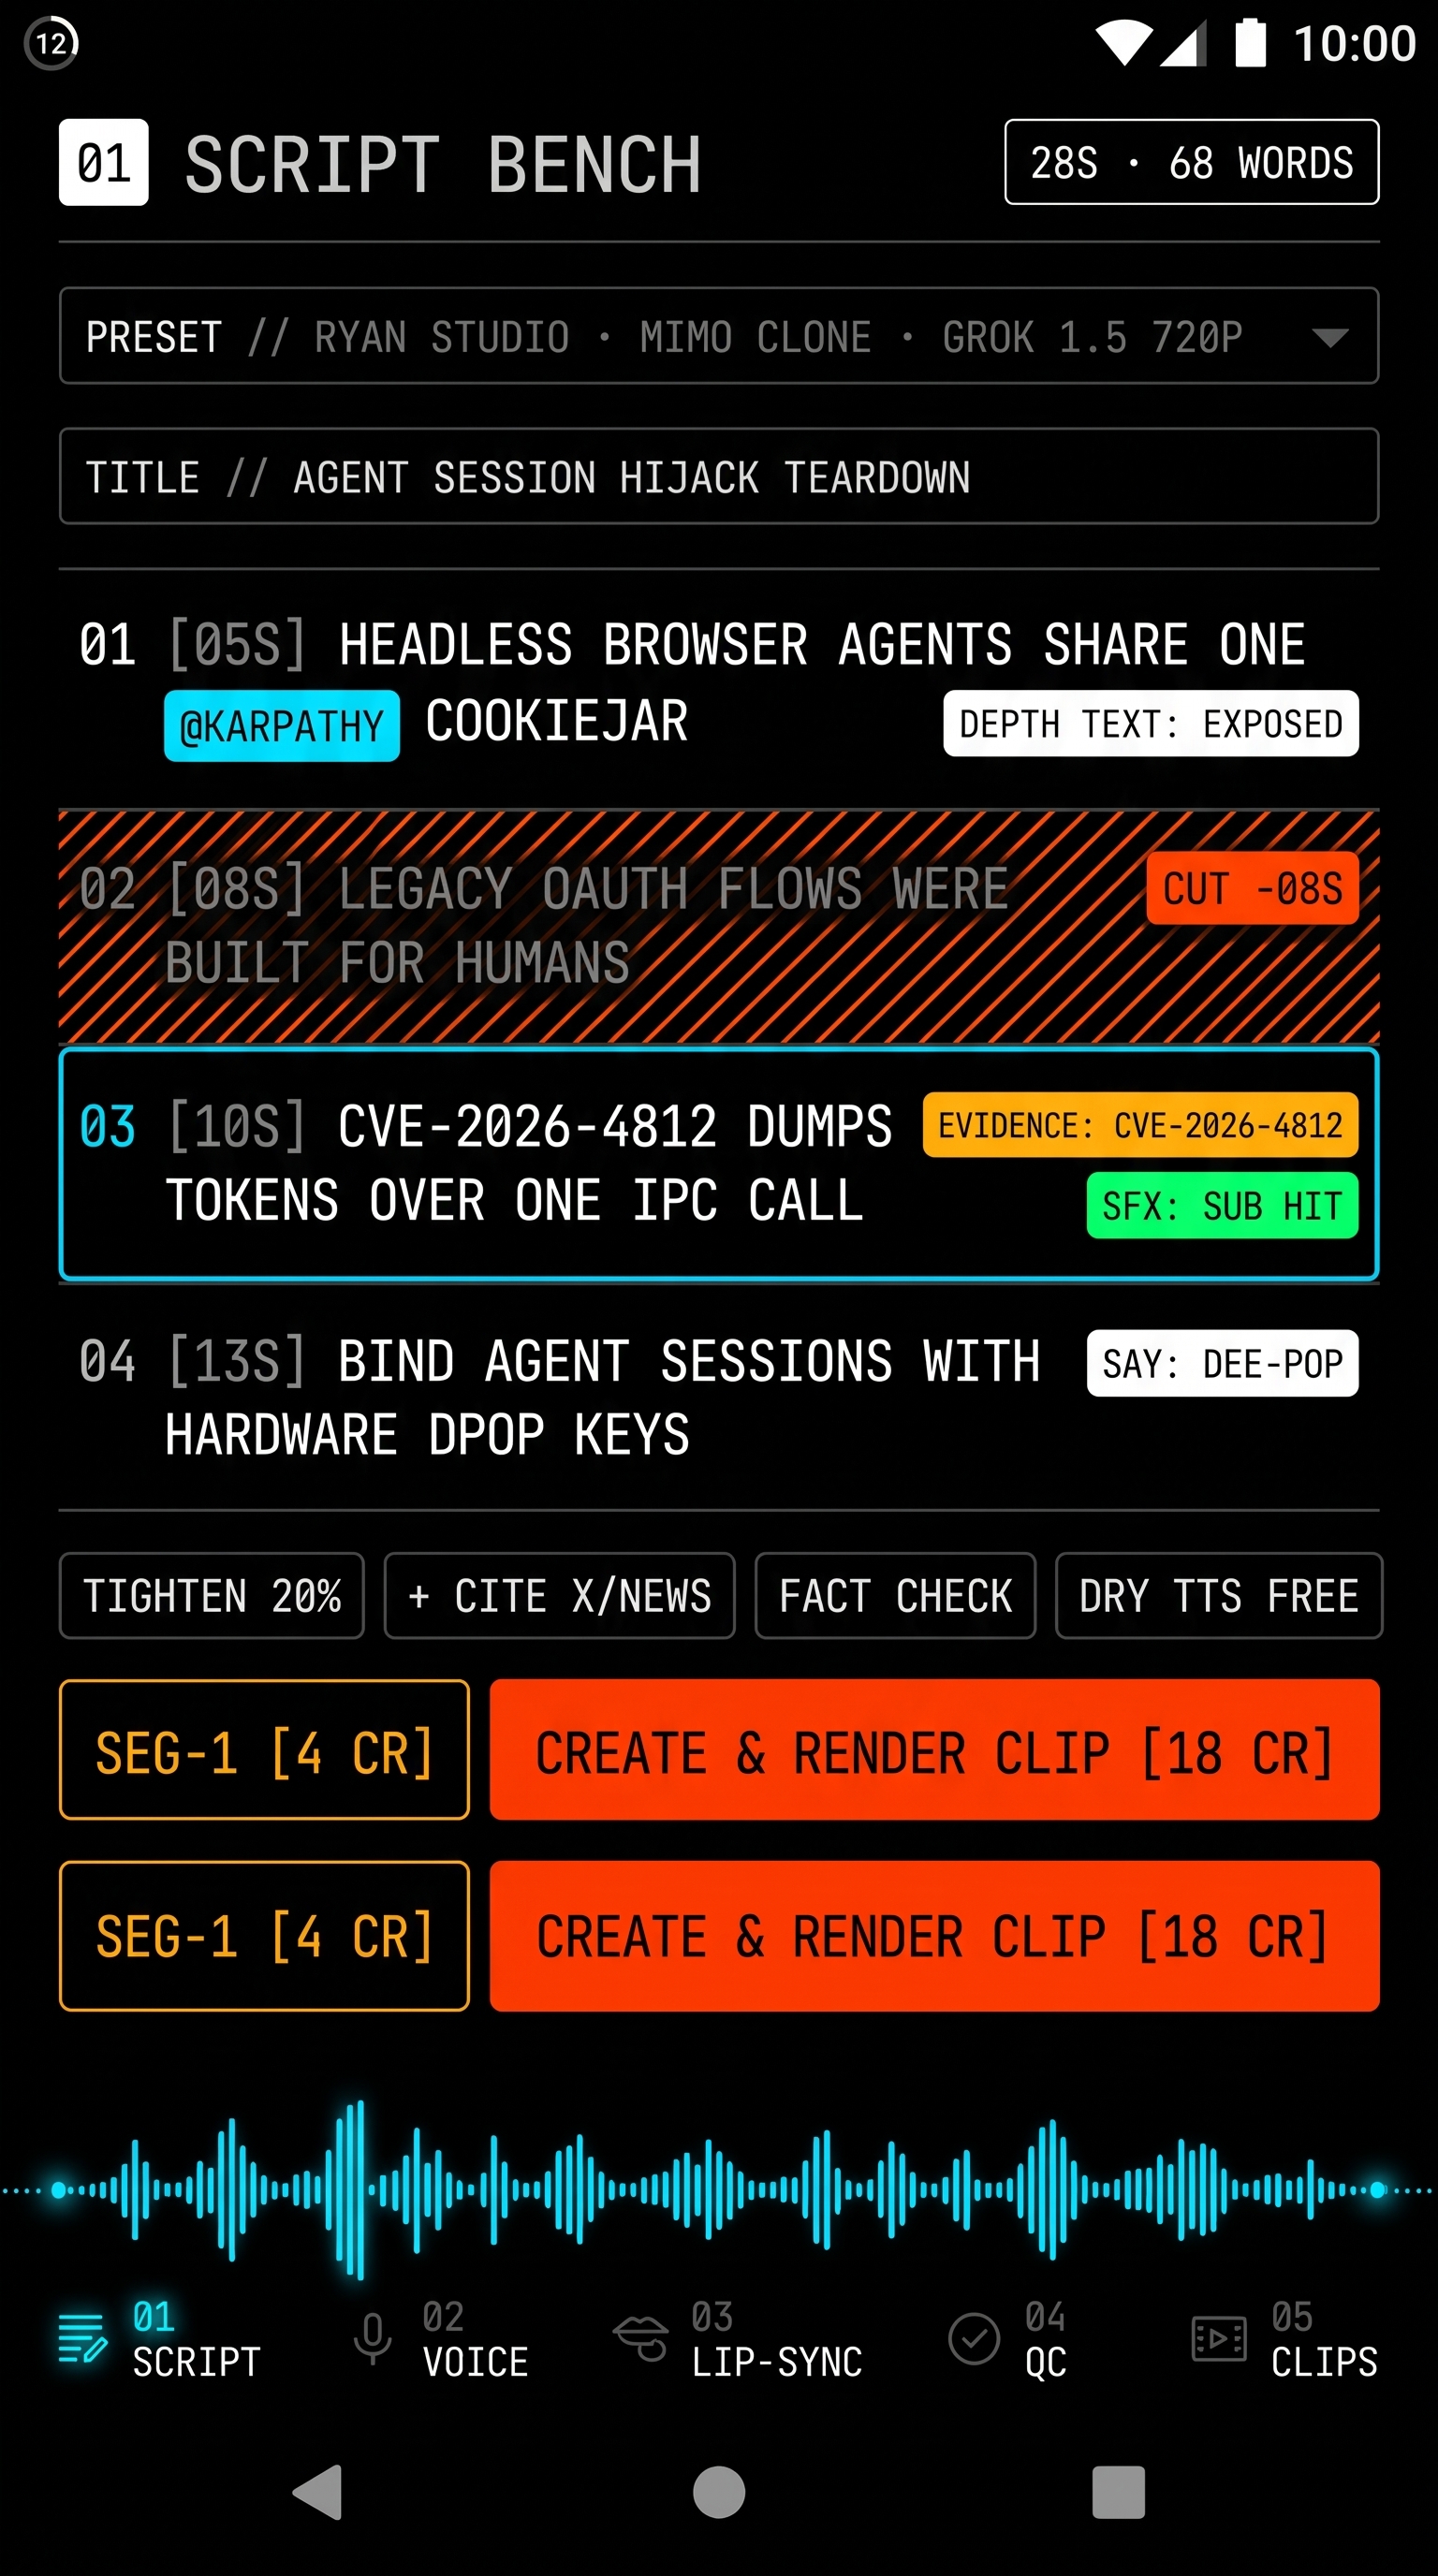 12
10:00
01 SCRIPT BENCH
28S · 68 WORDS
PRESET // RYAN STUDIO · MIMO CLONE · GROK 1.5 720P
TITLE // AGENT SESSION HIJACK TEARDOWN
01 [05S] HEADLESS BROWSER AGENTS SHARE ONE
@KARPATHY COOKIEJAR
DEPTH TEXT: EXPOSED
02 [08S] LEGACY OAUTH FLOWS WERE
BUILT FOR HUMANS
CUT -08S
03 [10S] CVE-2026-4812 DUMPS
TOKENS OVER ONE IPC CALL
EVIDENCE: CVE-2026-4812
SFX: SUB HIT
04 [13S] BIND AGENT SESSIONS WITH
HARDWARE DPOP KEYS
SAY: DEE-POP
TIGHTEN 20%
+ CITE X/NEWS
FACT CHECK
DRY TTS FREE
SEG-1 [4 CR]
CREATE & RENDER CLIP [18 CR]
SEG-1 [4 CR]
CREATE & RENDER CLIP [18 CR]
01
SCRIPT
02
VOICE
03
LIP-SYNC
04
QC
05
CLIPS